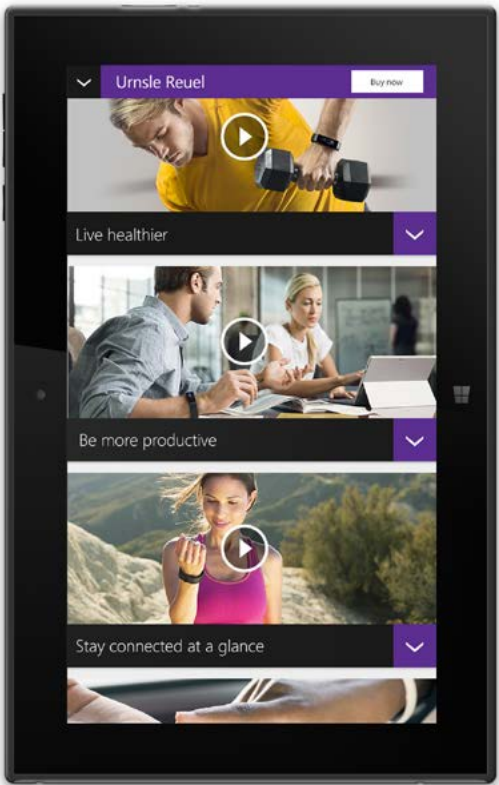 Urnsle Reuel
Buy now
Live healthier
Be more productive
Stay connected at a glance